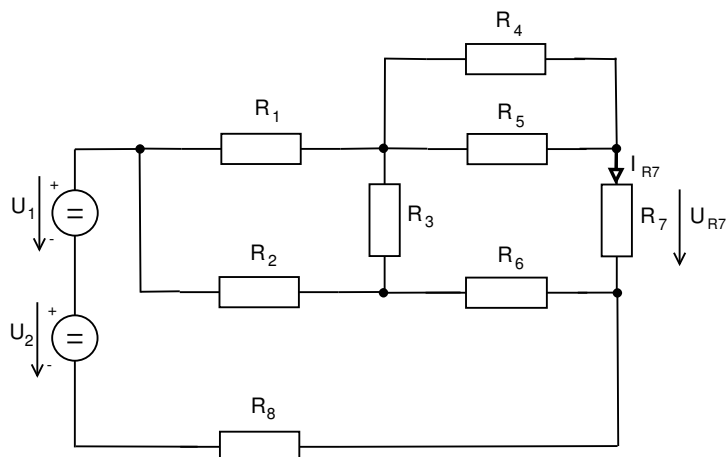 R4
R1
R5
IR7
+
U1
-
R3
R7
UR7
R2
R6
+
U2
-
R8